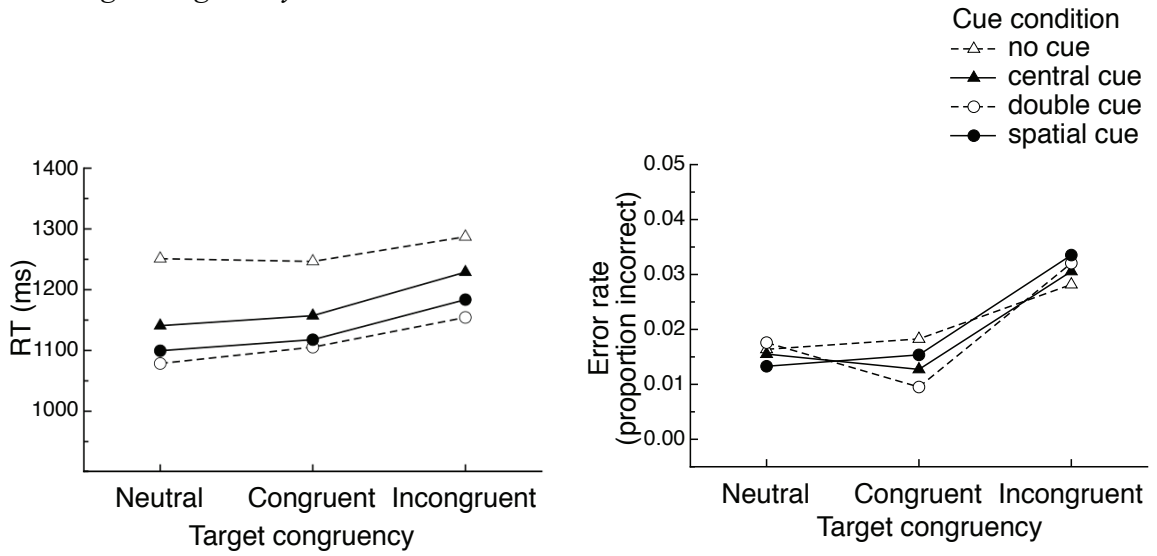 Cue condition
no cue
central cue
double cue
spatial cue
1400
1300
1200
1100
1000
RT (ms)
Neutral Congruent Incongruent
Target congruency
0.05
0.04
0.03
0.02
0.01
0.00
Error rate
(proportion incorrect)
Neutral Congruent Incongruent
Target congruency